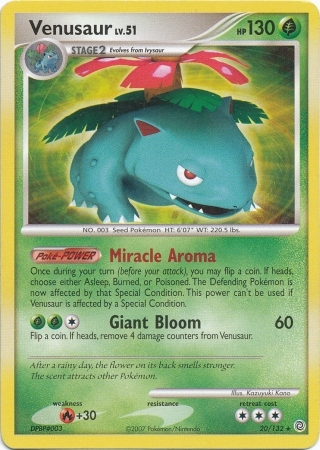 Venusaur LV.51 HP 130
STAGE2 Evolves from Ivysaur
NO. 003 Seed Pokémon HT: 6'07" WT: 220.5 lbs.
Poké-POWER Miracle Aroma
Once during your turn (before your attack), you may flip a coin. If heads,
choose either Asleep, Burned, or Poisoned. The Defending Pokémon is
now affected by that Special Condition. This power can't be used if
Venusaur is affected by a Special Condition.
Giant Bloom 60
Flip a coin. If heads, remove 4 damage counters from Venusaur.
After a rainy day, the flower on its back smells stronger.
The scent attracts other Pokémon.
Illus. Kazuyuki Kano
weakness resistance retreat cost
+30
DPBP#003 ©2007 Pokémon/Nintendo 20/132 ★